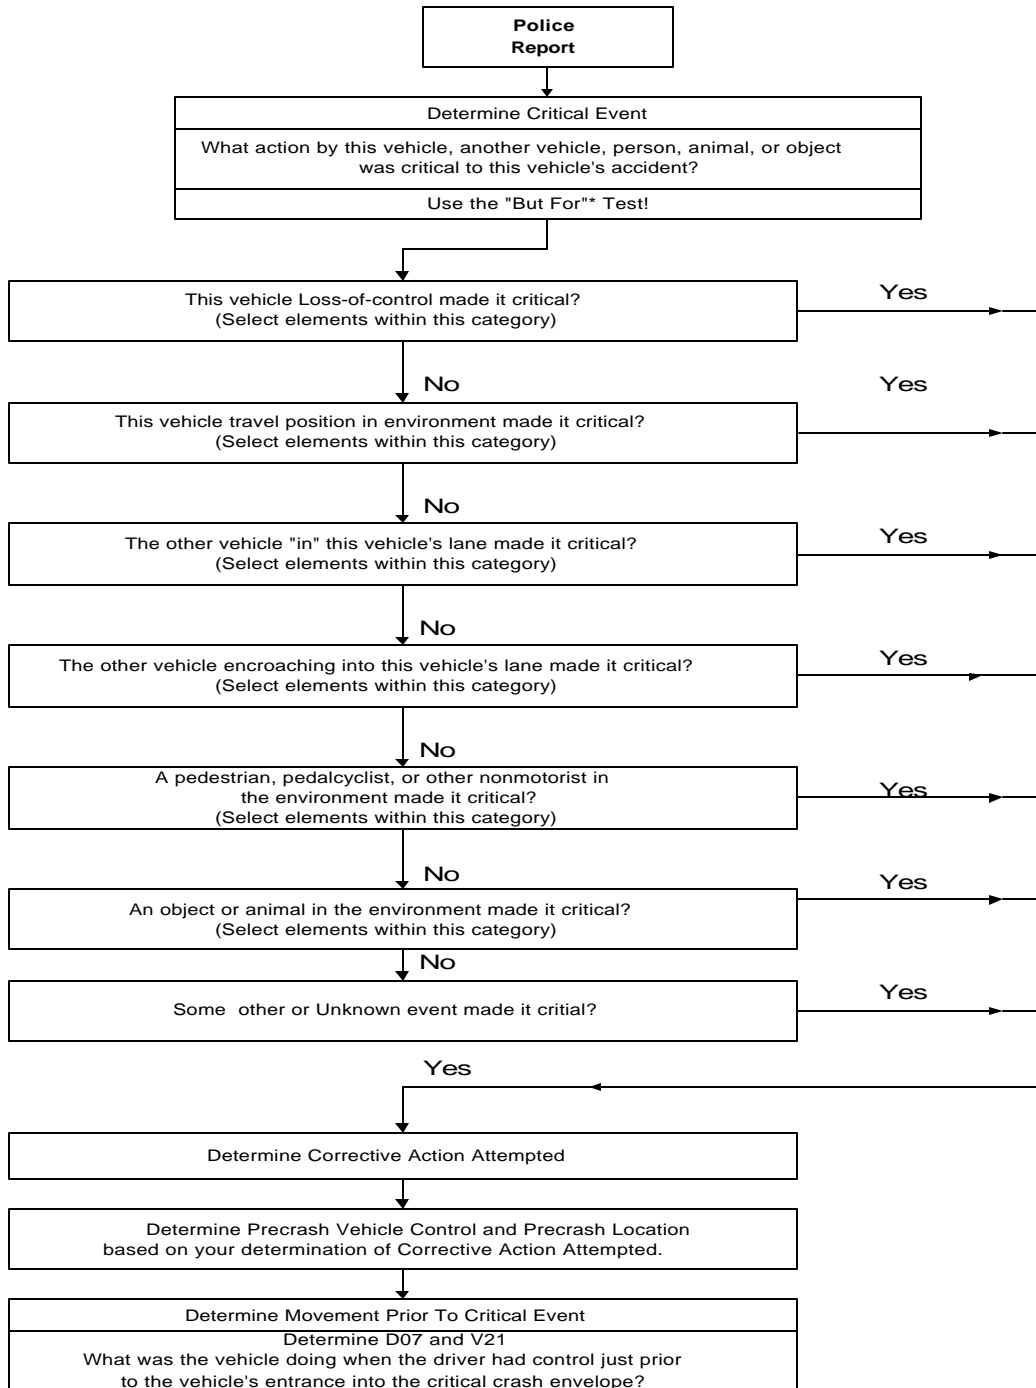 Police
Report
Determine Critical Event
What action by this vehicle, another vehicle, person, animal, or object
was critical to this vehicle's accident?
Use the "But For"* Test!
This vehicle Loss-of-control made it critical?
(Select elements within this category)
Yes
No
This vehicle travel position in environment made it critical?
(Select elements within this category)
Yes
No
The other vehicle "in" this vehicle's lane made it critical?
(Select elements within this category)
Yes
No
The other vehicle encroaching into this vehicle's lane made it critical?
(Select elements within this category)
Yes
No
A pedestrian, pedalcyclist, or other nonmotorist in
the environment made it critical?
(Select elements within this category)
Yes
No
An object or animal in the environment made it critical?
(Select elements within this category)
Yes
No
Some other or Unknown event made it critial?
Yes
Yes
Determine Corrective Action Attempted
Determine Precrash Vehicle Control and Precrash Location
based on your determination of Corrective Action Attempted.
Determine Movement Prior To Critical Event
Determine D07 and V21
What was the vehicle doing when the driver had control just prior
to the vehicle's entrance into the critical crash envelope?